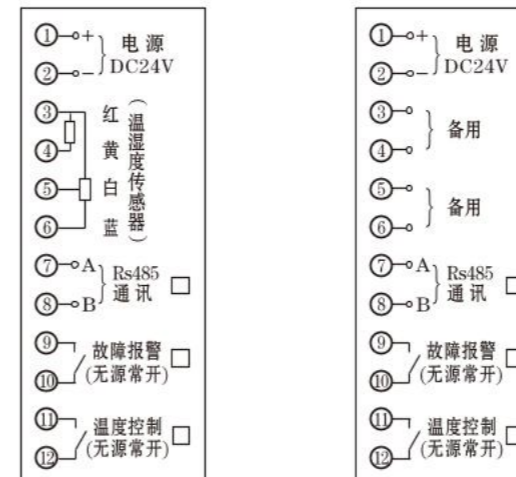 ① + 电源
② - DC24V
③ 红
④ 黄
⑤ 白
⑥ 蓝
(温湿度传感器)
⑦ A Rs485
⑧ B 通讯
⑨ 故障报警
⑩ (无源常开)
⑪ 温度控制
⑫ (无源常开)
① + 电源
② - DC24V
③
④ 备用
⑤
⑥ 备用
⑦ A Rs485
⑧ B 通讯
⑨ 故障报警
⑩ (无源常开)
⑪ 温度控制
⑫ (无源常开)